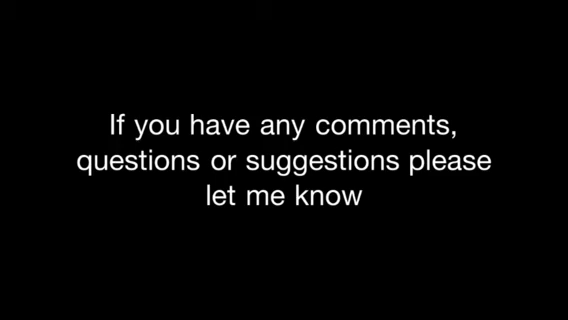 If you have any comments,
questions or suggestions please
let me know